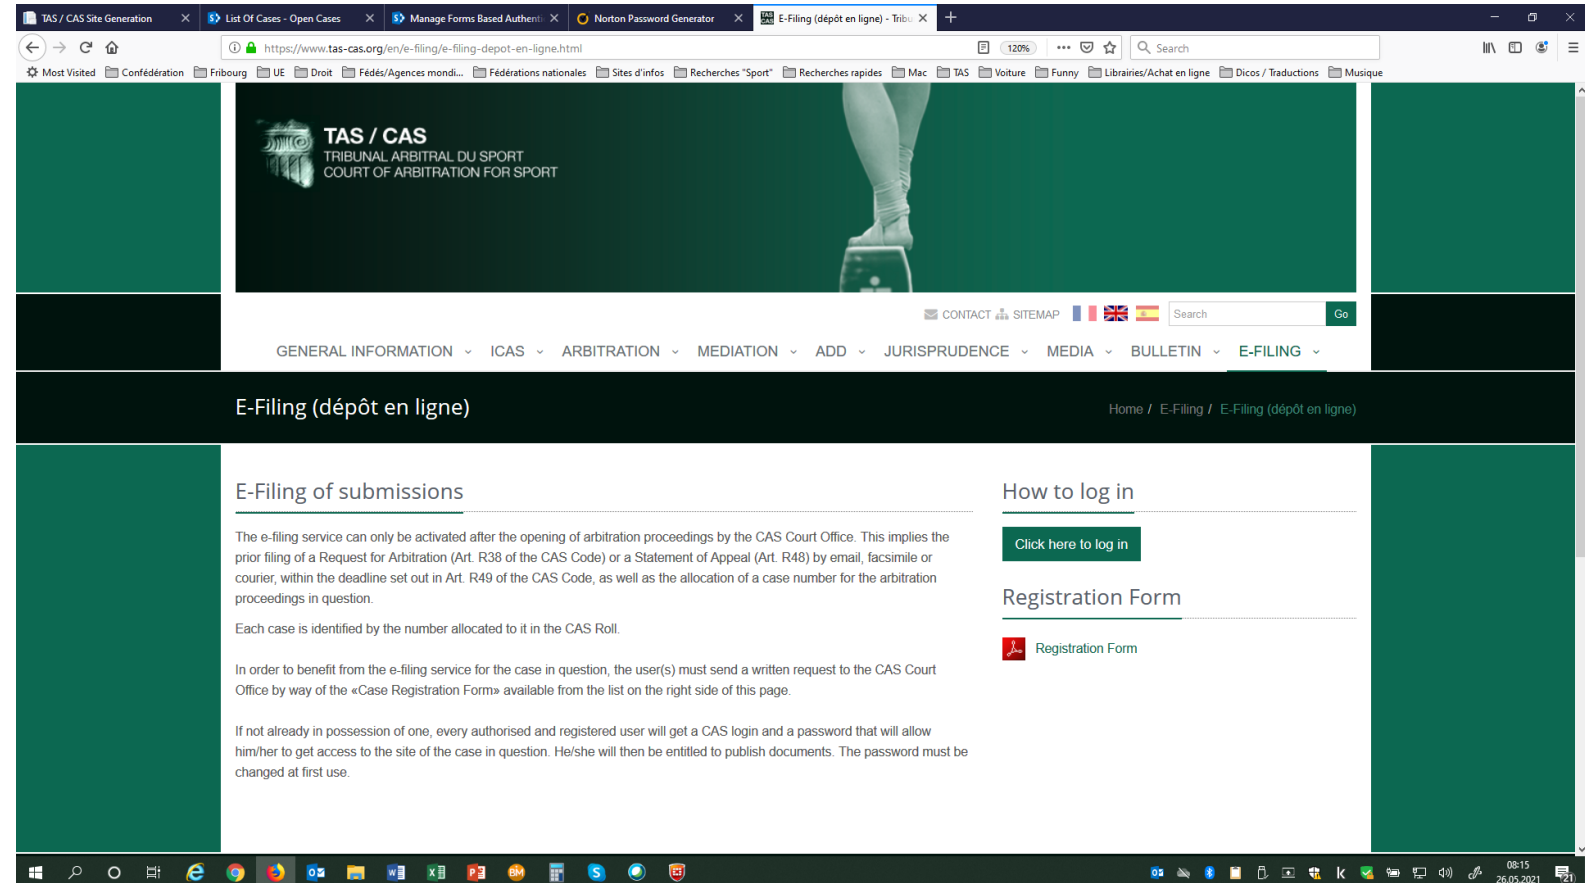 TAS / CAS Site Generation
List Of Cases - Open Cases
Manage Forms Based Authentic
Norton Password Generator
E-Filing (dépôt en ligne) - Tribu
https://www.tas-cas.org/en/e-filing/e-filing-depot-en-ligne.html
120%
Search
Most Visited Confédération Fribourg UE Droit Fédés/Agences mondi... Fédérations nationales Sites d'infos Recherches "Sport" Recherches rapides Mac TAS Voiture Funny Librairies/Achat en ligne Dicos / Traductions Musique
TAS / CAS
TRIBUNAL ARBITRAL DU SPORT
COURT OF ARBITRATION FOR SPORT
CONTACT SITEMAP Search Go
GENERAL INFORMATION ICAS ARBITRATION MEDIATION ADD JURISPRUDENCE MEDIA BULLETIN E-FILING
E-Filing (dépôt en ligne)
Home / E-Filing / E-Filing (dépôt en ligne)
E-Filing of submissions
The e-filing service can only be activated after the opening of arbitration proceedings by the CAS Court Office. This implies the
prior filing of a Request for Arbitration (Art. R38 of the CAS Code) or a Statement of Appeal (Art. R48) by email, facsimile or
courier, within the deadline set out in Art. R49 of the CAS Code, as well as the allocation of a case number for the arbitration
proceedings in question.
Each case is identified by the number allocated to it in the CAS Roll.
In order to benefit from the e-filing service for the case in question, the user(s) must send a written request to the CAS Court
Office by way of the «Case Registration Form» available from the list on the right side of this page.
If not already in possession of one, every authorised and registered user will get a CAS login and a password that will allow
him/her to get access to the site of the case in question. He/she will then be entitled to publish documents. The password must be
changed at first use.
How to log in
Click here to log in
Registration Form
Registration Form
08:15
26.05.2021